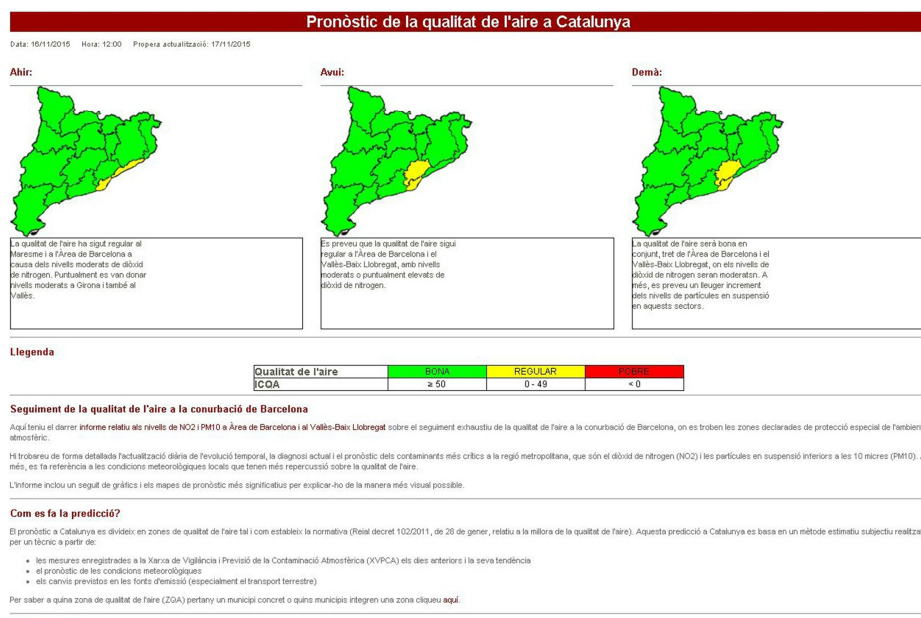 Pronòstic de la qualitat de l'aire a Catalunya
Data: 16/11/2015 Hora: 12:00 Propera actualització: 17/11/2015
Ahir:
La qualitat de l'aire ha sigut regular al
Maresme i a l'Àrea de Barcelona a
causa dels nivells moderats de diòxid
de nitrogen. Puntualment es van donar
nivells moderats a Girona i també al
Vallès.
Avui:
Es preveu que la qualitat de l'aire sigui
regular a l'Àrea de Barcelona i el
Vallès-Baix Llobregat, amb nivells
moderats o puntualment elevats de
diòxid de nitrogen.
Demà:
La qualitat de l'aire serà bona en
conjunt, tret de l'Àrea de Barcelona i el
Vallès-Baix Llobregat, on els nivells de
diòxid de nitrogen seran moderatsn. A
més, es preveu un lleuger increment
dels nivells de partícules en suspensió
en aquests sectors.
Llegenda
Qualitat de l'aire BONA REGULAR POBRE
ICQA ≥ 50 0 - 49 < 0
Seguiment de la qualitat de l'aire a la conurbació de Barcelona
Aquí teniu el darrer informe relatiu als nivells de NO2 i PM10 a Àrea de Barcelona i al Vallès-Baix Llobregat sobre el seguiment exhaustiu de la qualitat de l'aire a la conurbació de Barcelona, on es troben les zones declarades de protecció especial de l'ambien
atmosfèric.
Hi trobareu de forma detallada l'actualització diària de l'evolució temporal, la diagnosi actual i el pronòstic dels contaminants més crítics a la regió metropolitana, que són el diòxid de nitrogen (NO2) i les partícules en suspensió inferiors a les 10 micres (PM10).
més, es fa referència a les condicions meteorològiques locals que tenen més repercussió sobre la qualitat de l'aire.
L'informe inclou un seguit de gràfics i els mapes de pronòstic més significatius per explicar-ho de la manera més visual possible.
Com es fa la predicció?
El pronòstic a Catalunya es divideix en zones de qualitat de l'aire tal i com estableix la normativa (Reial decret 102/2011, de 28 de gener, relatiu a la millora de la qualitat de l'aire). Aquesta predicció a Catalunya es basa en un mètode estimatiu subjectiu realitza
per un tècnic a partir de:
les mesures enregistrades a la Xarxa de Vigilància i Previsió de la Contaminació Atmosfèrica (XVPCA) els dies anteriors i la seva tendència
el pronòstic de les condicions meteorològiques
els canvis previstos en les fonts d'emissió (especialment el transport terrestre)
Per saber a quina zona de qualitat de l'aire (ZQA) pertany un municipi concret o quins municipis integren una zona cliqueu aquí.